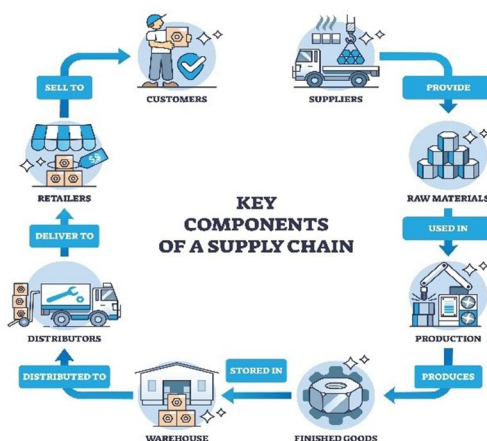 SELL TO
CUSTOMERS
SUPPLIERS
PROVIDE
RETAILERS
$$
RAW MATERIALS
KEY
COMPONENTS
OF A SUPPLY CHAIN
DELIVER TO
USED IN
DISTRIBUTORS
PRODUCTION
DISTRIBUTED TO
STORED IN
PRODUCES
WAREHOUSE
FINISHED GOODS